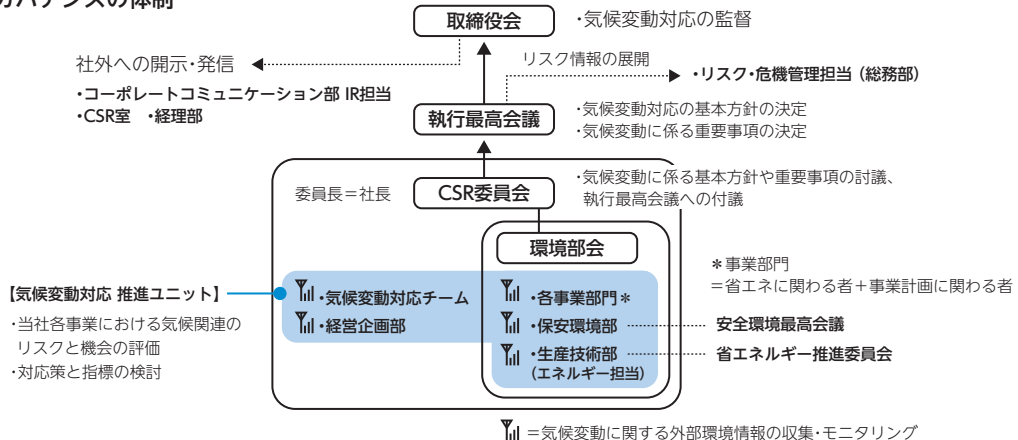 ガバナンスの体制
取締役会
・気候変動対応の監督
社外への開示・発信
・コーポレートコミュニケーション部 IR担当
・CSR室 ・経理部
リスク情報の展開
・リスク・危機管理担当（総務部）
執行最高会議
・気候変動対応の基本方針の決定
・気候変動に係る重要事項の決定
委員長＝社長
CSR委員会
・気候変動に係る基本方針や重要事項の討議、
執行最高会議への付議
環境部会
＊事業部門
＝省エネに関わる者＋事業計画に関わる者
【気候変動対応 推進ユニット】
・当社各事業における気候関連の
リスクと機会の評価
・対応策と指標の検討
・気候変動対応チーム
・経営企画部
・各事業部門＊
・保安環境部
・生産技術部
（エネルギー担当）
安全環境最高会議
省エネルギー推進委員会
＝気候変動に関する外部環境情報の収集・モニタリング